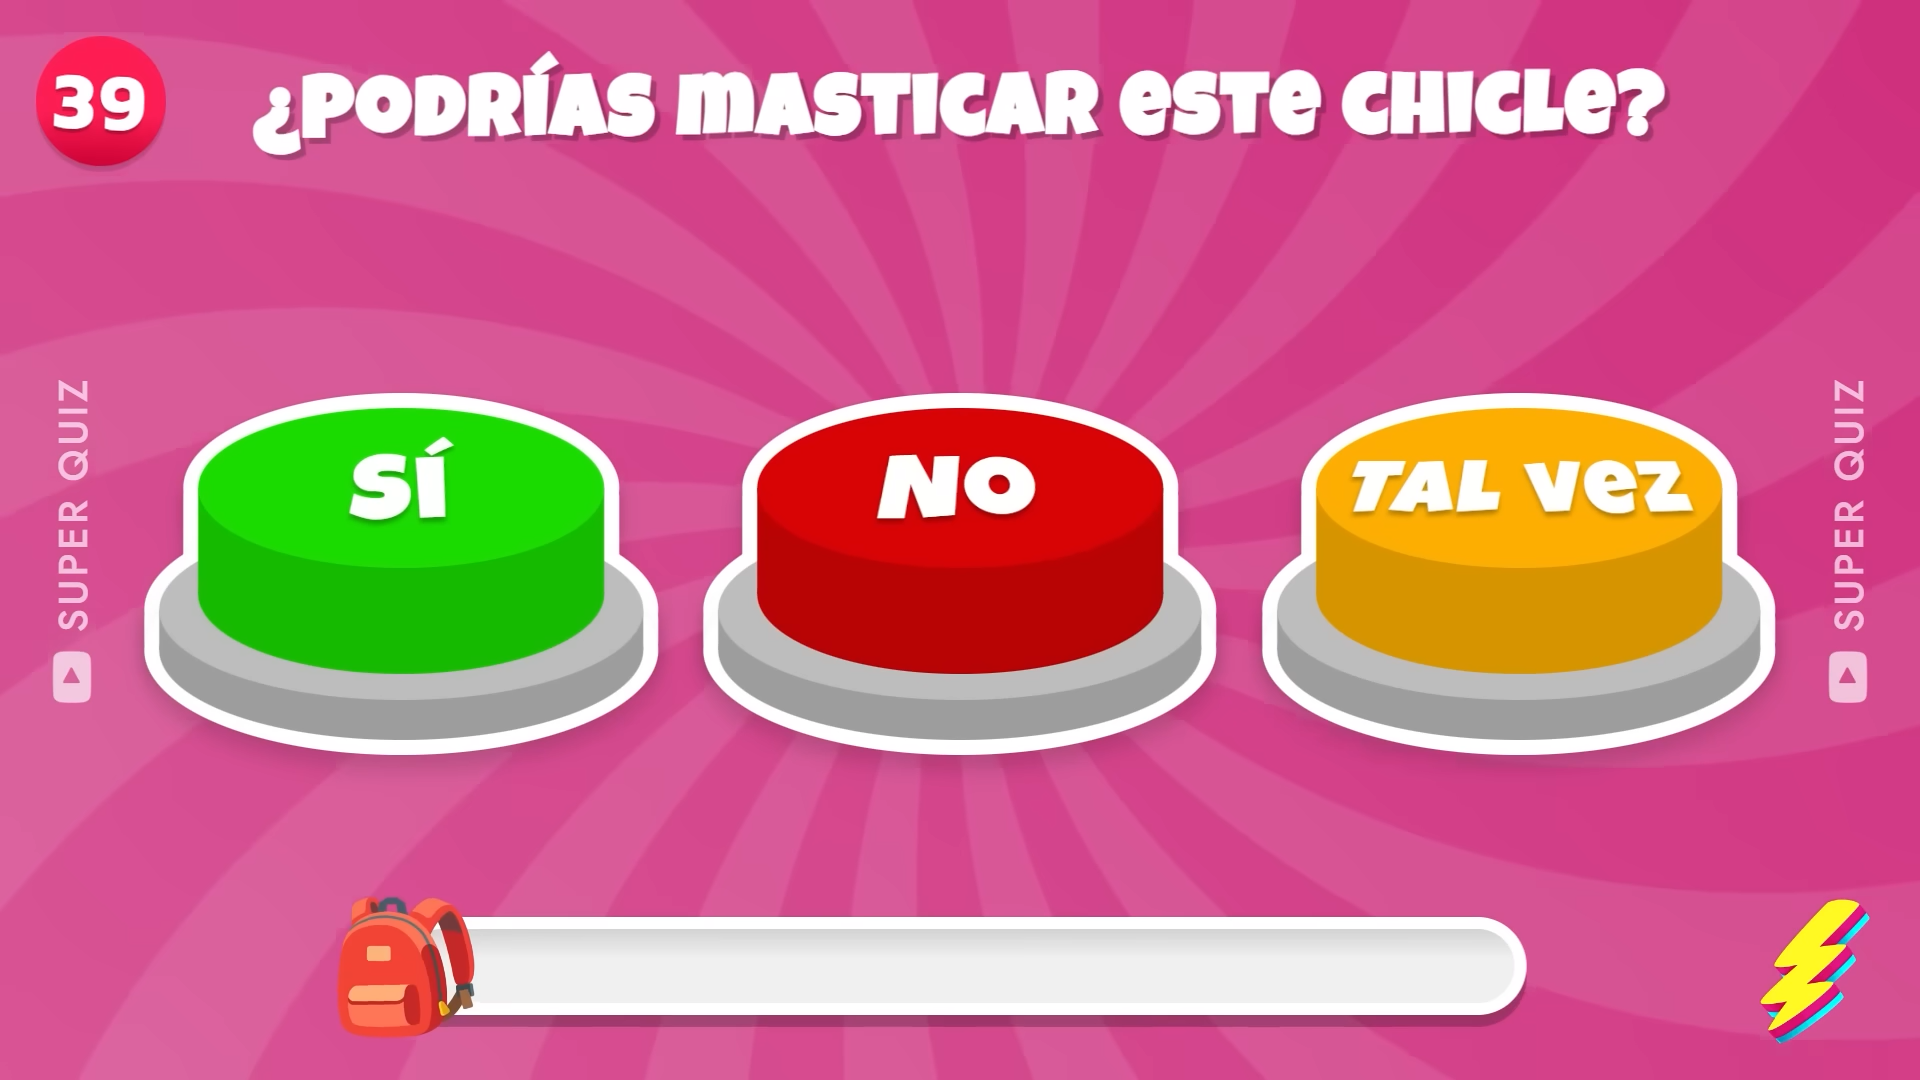 39
¿PODRÍAS MASTICAR ESTE CHICLE?
SÍ
NO
TAL VEZ
SUPER QUIZ
SUPER QUIZ